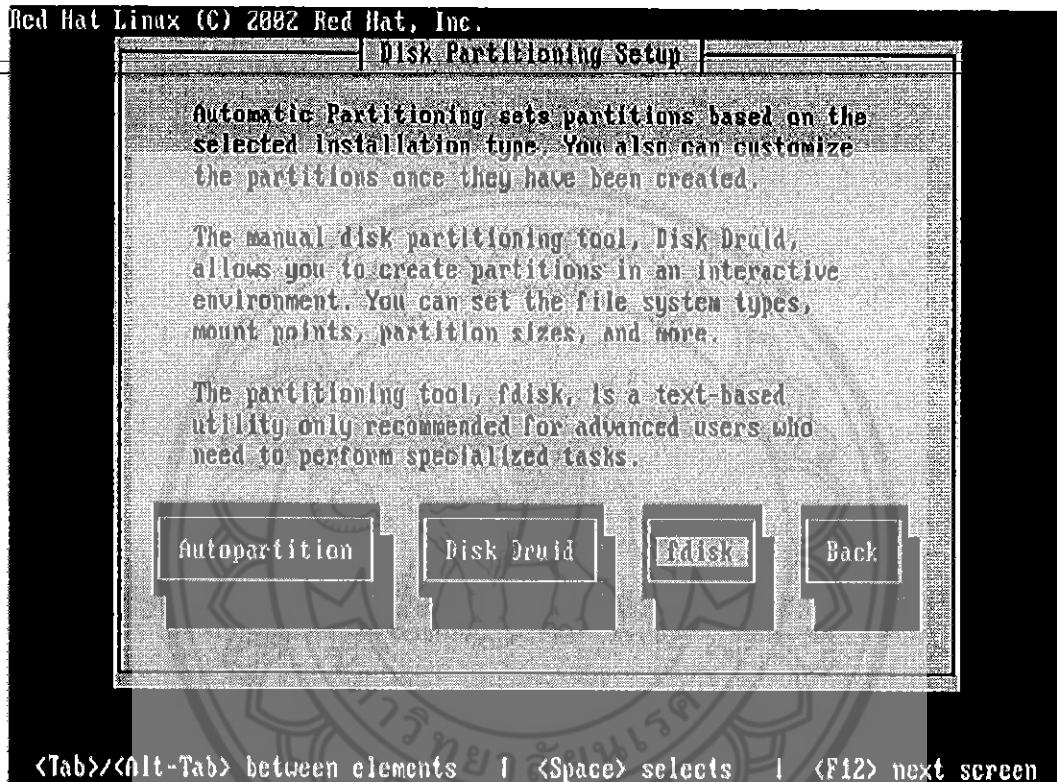 Red Hat Linux (C) 2002 Red Hat, Inc.
Disk Partitioning Setup
Automatic Partitioning sets partitions based on the
selected installation type. You also can customize
the partitions once they have been created.
The manual disk partitioning tool, Disk Druid,
allows you to create partitions in an interactive
environment. You can set the file system types,
mount points, partition sizes, and more.
The partitioning tool, fdisk, is a text-based
utility only recommended for advanced users who
need to perform specialized tasks.
Autopartition Disk Druid fdisk Back
<Tab>/<Alt-Tab> between elements | <Space> selects | <F12> next screen